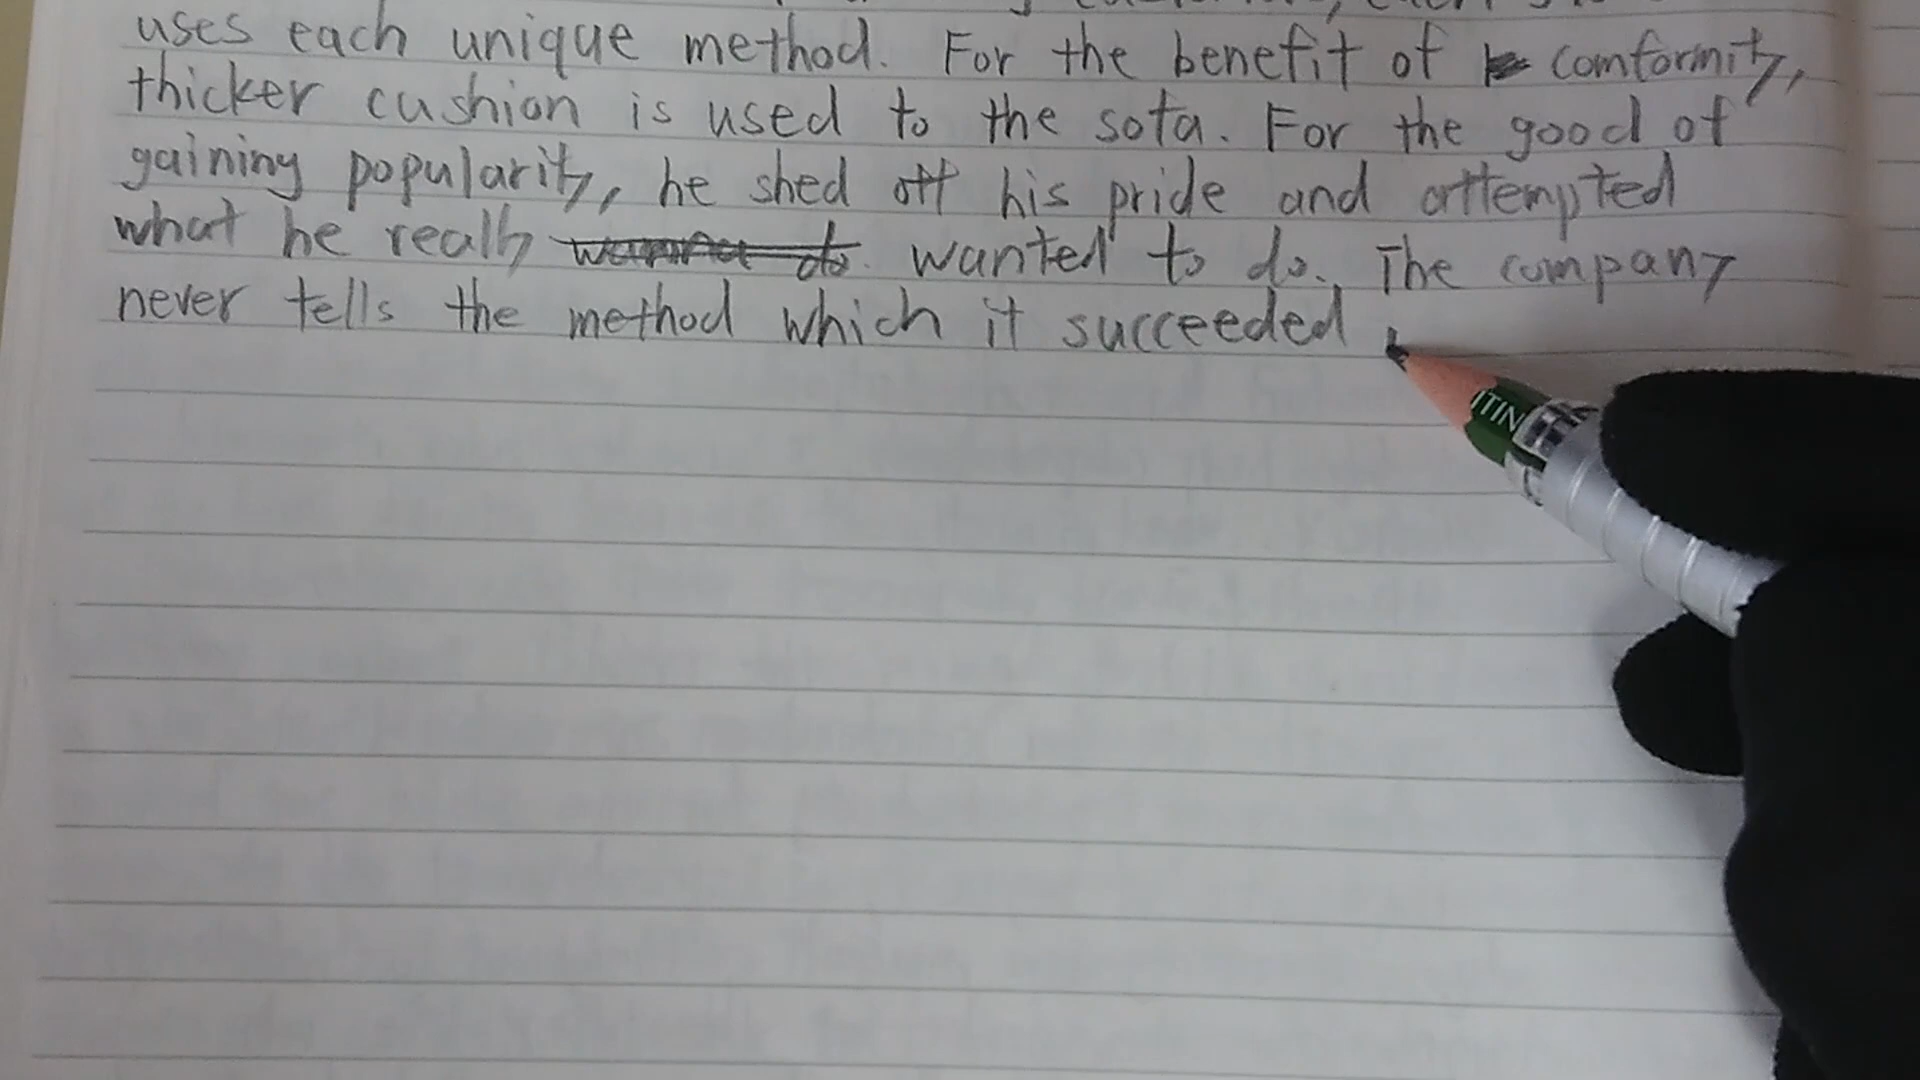 uses each unique method. For the benefit of comformity,
thicker cushion is used to the sofa. For the good of
gaining popularity, he shed off his pride and attempted
what he really wanted to do. The company
never tells the method which it succeeded
ITIN